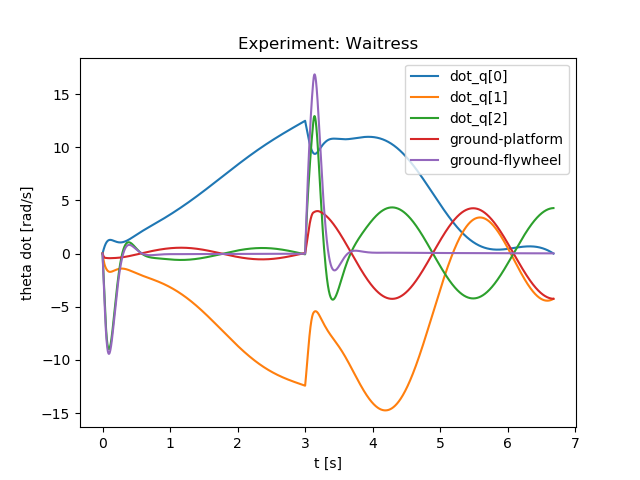 Experiment: Waitress
dot_q[0]
dot_q[1]
dot_q[2]
ground-platform
ground-flywheel
theta dot [rad/s]
15
10
5
0
−5
−10
−15
0 1 2 3 4 5 6 7
t [s]